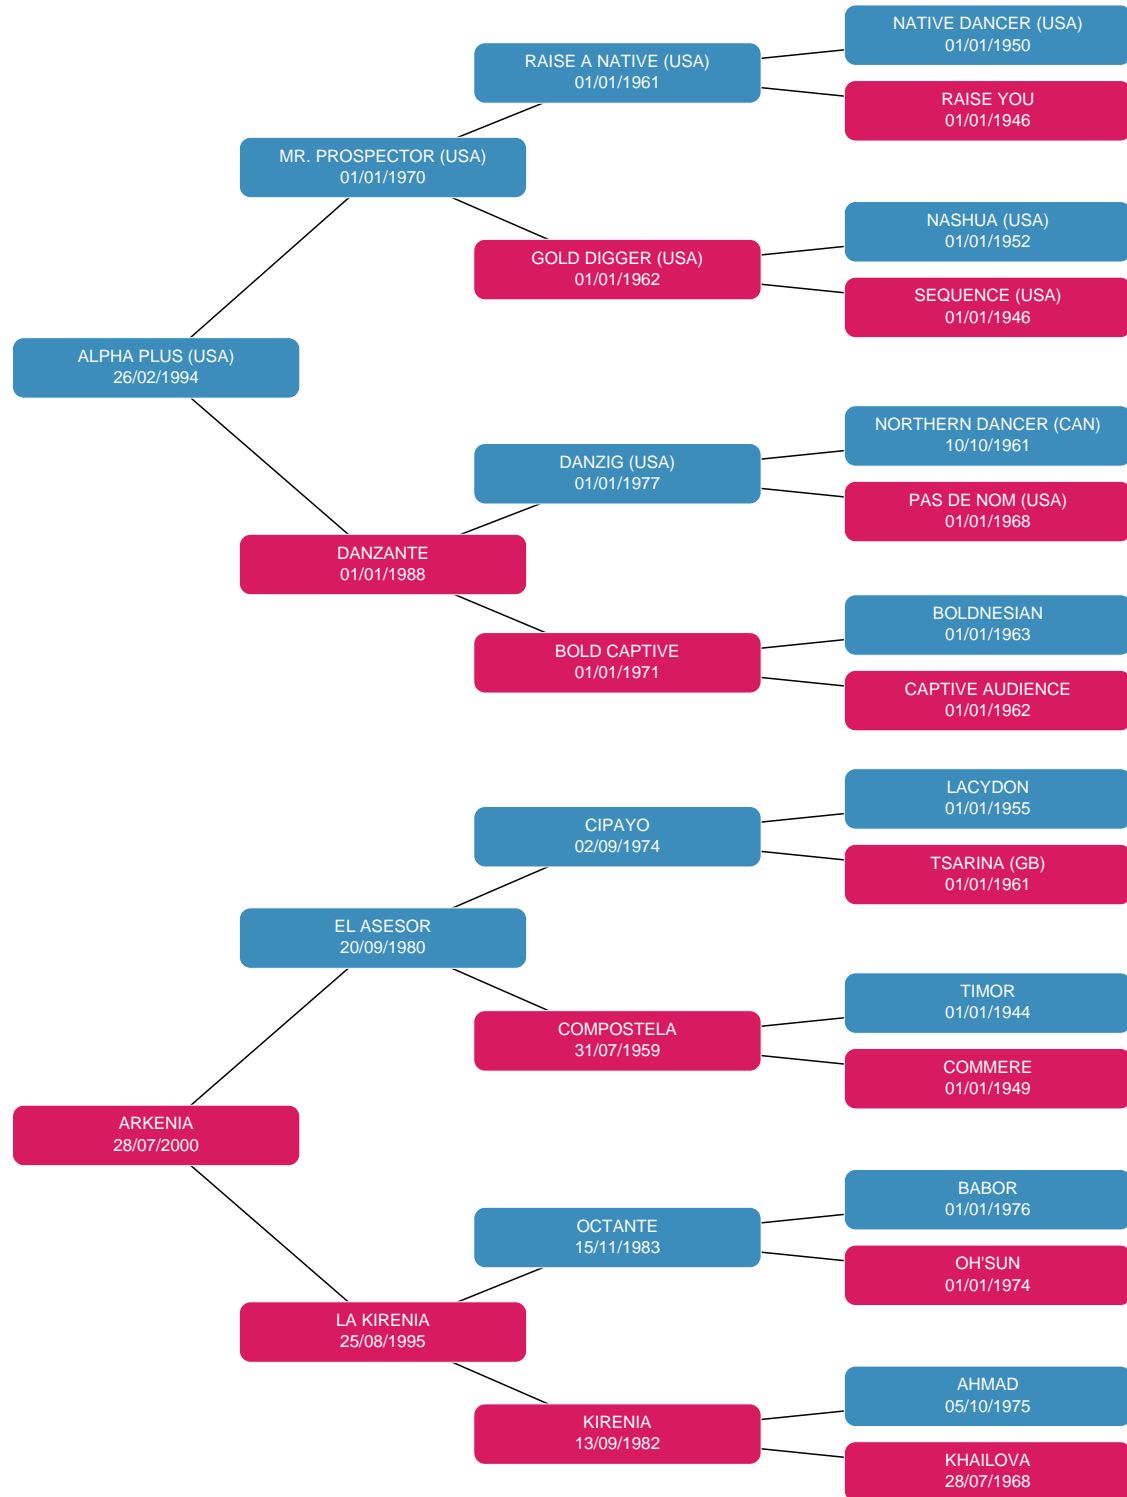 NATIVE DANCER (USA)
01/01/1950
RAISE A NATIVE (USA)
01/01/1961
RAISE YOU
01/01/1946
MR. PROSPECTOR (USA)
01/01/1970
NASHUA (USA)
01/01/1952
GOLD DIGGER (USA)
01/01/1962
SEQUENCE (USA)
01/01/1946
ALPHA PLUS (USA)
26/02/1994
NORTHERN DANCER (CAN)
10/10/1961
DANZIG (USA)
01/01/1977
PAS DE NOM (USA)
01/01/1968
DANZANTE
01/01/1988
BOLDNESIAN
01/01/1963
BOLD CAPTIVE
01/01/1971
CAPTIVE AUDIENCE
01/01/1962
LACYDON
01/01/1955
CIPAYO
02/09/1974
TSARINA (GB)
01/01/1961
EL ASESOR
20/09/1980
TIMOR
01/01/1944
COMPOSTELA
31/07/1959
COMMERE
01/01/1949
ARKENIA
28/07/2000
BABOR
01/01/1976
OCTANTE
15/11/1983
OH'SUN
01/01/1974
LA KIRENIA
25/08/1995
AHMAD
05/10/1975
KIRENIA
13/09/1982
KHAILOVA
28/07/1968